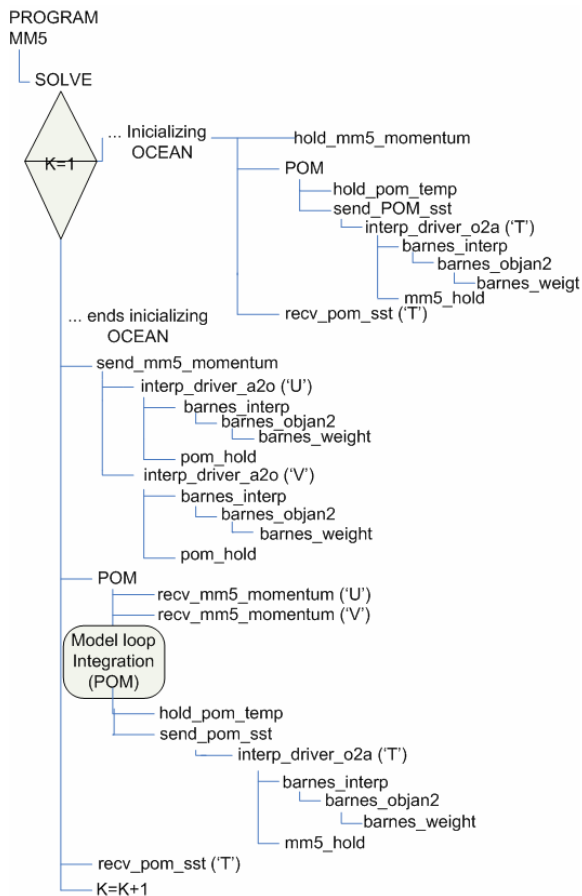 PROGRAM
MM5
SOLVE
K=1
... Inicializing
OCEAN
hold_mm5_momentum
POM
hold_pom_temp
send_POM_sst
interp_driver_o2a ('T')
barnes_interp
barnes_objan2
barnes_weigt
mm5_hold
recv_pom_sst ('T')
... ends inicializing
OCEAN
send_mm5_momentum
interp_driver_a2o ('U')
barnes_interp
barnes_objan2
barnes_weight
pom_hold
interp_driver_a2o ('V')
barnes_interp
barnes_objan2
barnes_weight
pom_hold
POM
recv_mm5_momentum ('U')
recv_mm5_momentum ('V')
Model loop
Integration
(POM)
hold_pom_temp
send_pom_sst
interp_driver_o2a ('T')
barnes_interp
barnes_objan2
barnes_weight
mm5_hold
recv_pom_sst ('T')
K=K+1